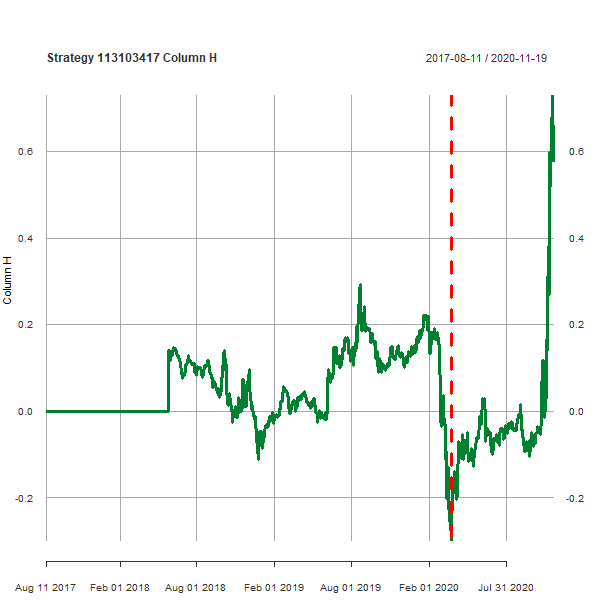 Strategy 113103417 Column H
2017-08-11 / 2020-11-19
0.6
0.6
0.4
0.4
Column H
0.2
0.2
0.0
0.0
-0.2
-0.2
Aug 11 2017
Feb 01 2018
Aug 01 2018
Feb 01 2019
Aug 01 2019
Feb 01 2020
Jul 31 2020